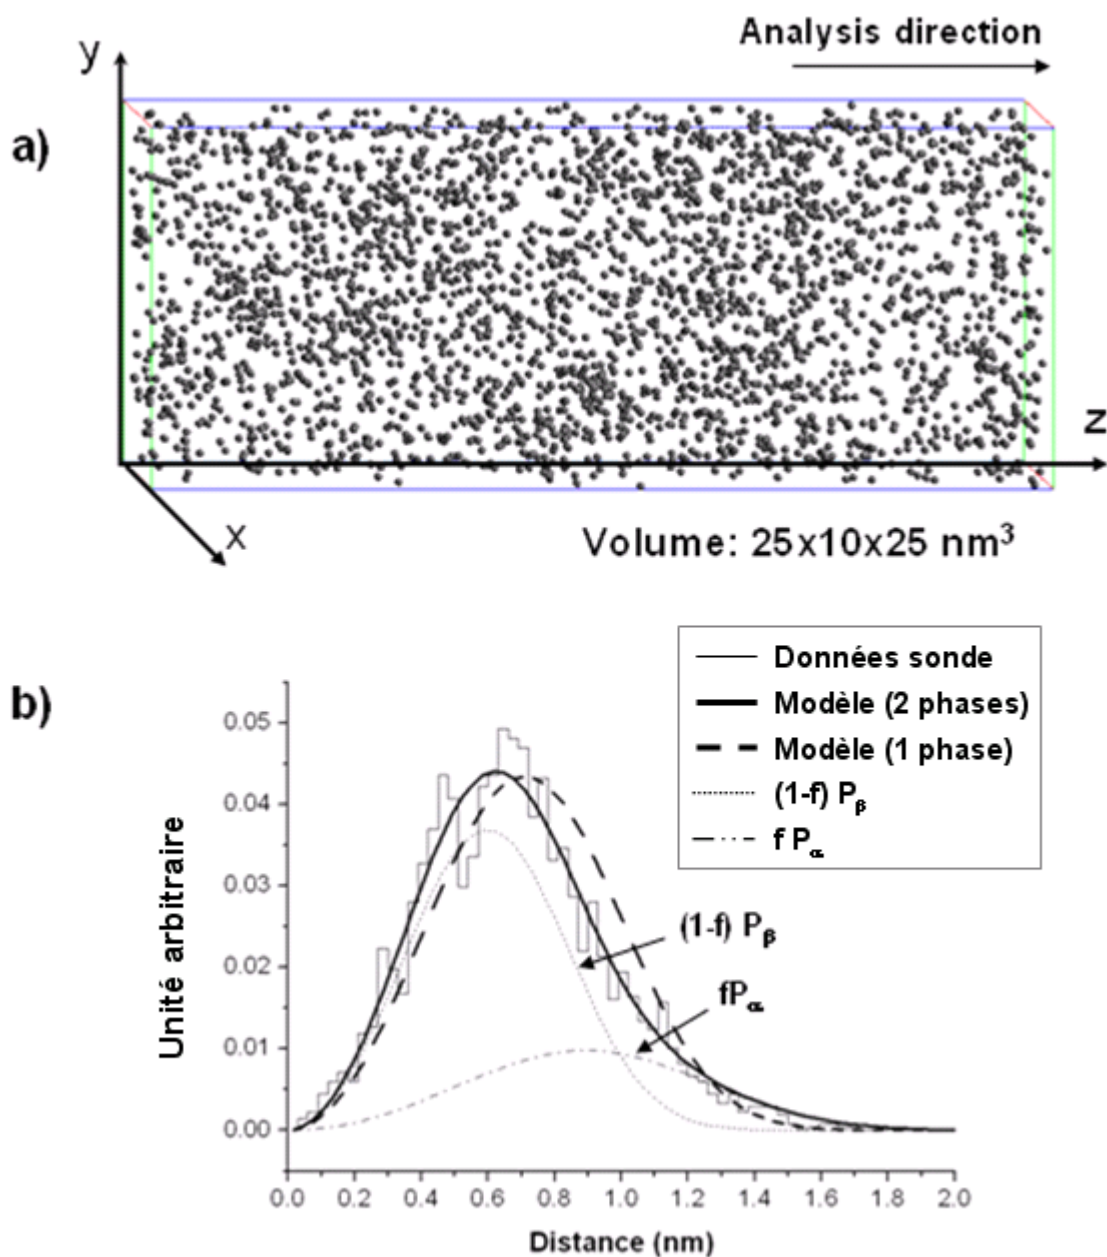 Analysis direction
y
a)
z
x
Volume: 25x10x25 nm³
b)
Données sonde
Modèle (2 phases)
Modèle (1 phase)
(1-f) Pᵦ
f Pα
0.05
0.04
0.03
0.02
0.01
0.00
Unité arbitraire
(1-f) Pᵦ
fPα
0.0 0.2 0.4 0.6 0.8 1.0 1.2 1.4 1.6 1.8 2.0
Distance (nm)